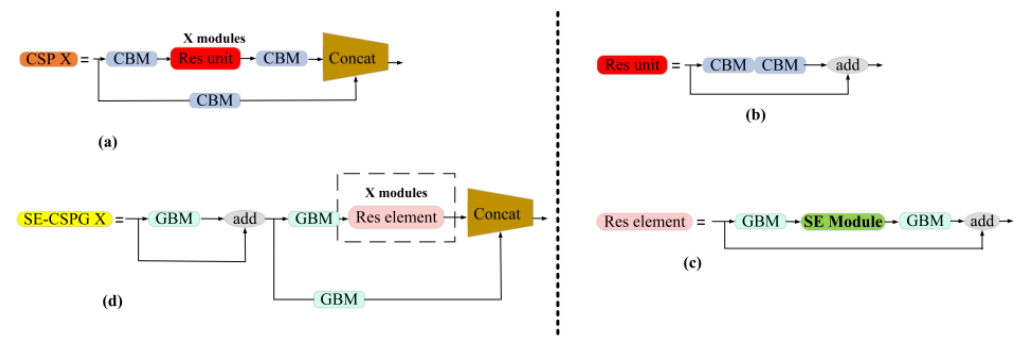 X modules
CSP X = CBM Res unit CBM Concat
CBM
(a)
Res unit = CBM CBM add
(b)
X modules
SE-CSPG X = GBM add GBM Res element Concat
GBM
(d)
Res element = GBM SE Module GBM add
(c)